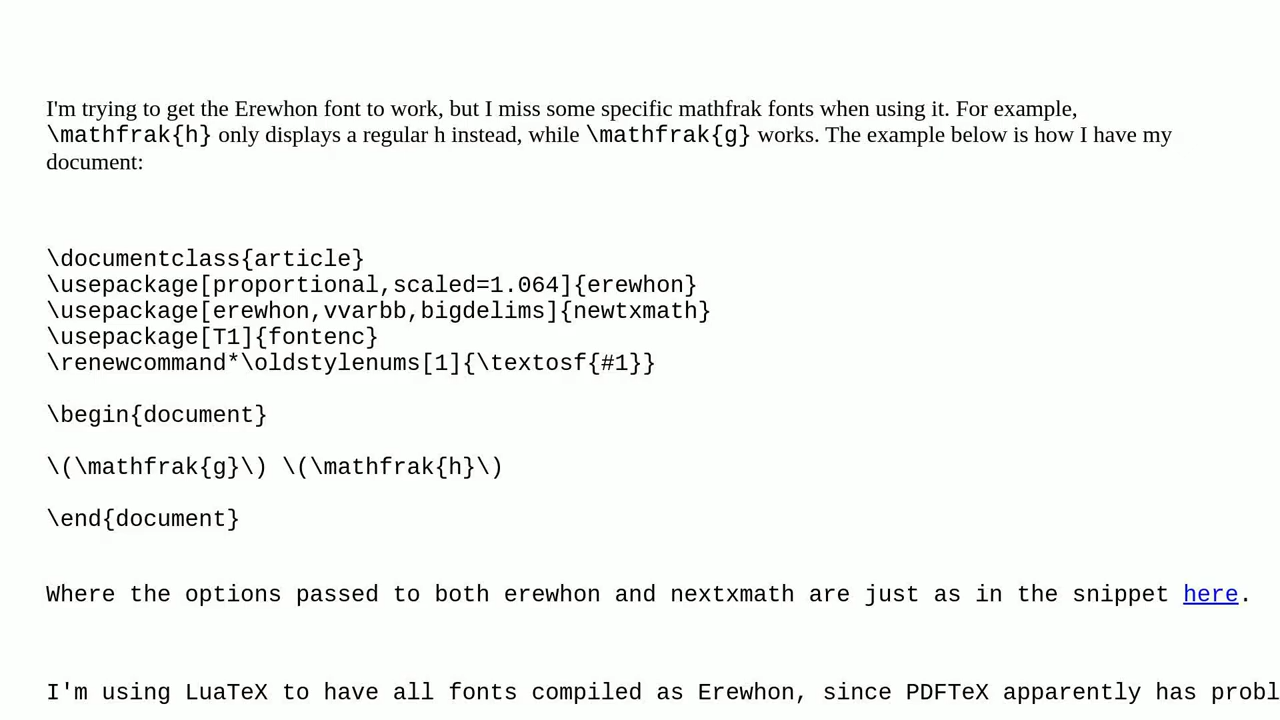 I'm trying to get the Erewhon font to work, but I miss some specific mathfrak fonts when using it. For example,
\mathfrak{h} only displays a regular h instead, while \mathfrak{g} works. The example below is how I have my
document:
\documentclass{article}
\usepackage[proportional,scaled=1.064]{erewhon}
\usepackage[erewhon,vvarbb,bigdelims]{newtxmath}
\usepackage[T1]{fontenc}
\renewcommand*\oldstylenums[1]{\textosf{#1}}
\begin{document}
\(\mathfrak{g}\) \(\mathfrak{h}\)
\end{document}
Where the options passed to both erewhon and nextxmath are just as in the snippet here.
I'm using LuaTeX to have all fonts compiled as Erewhon, since PDFTeX apparently has probl